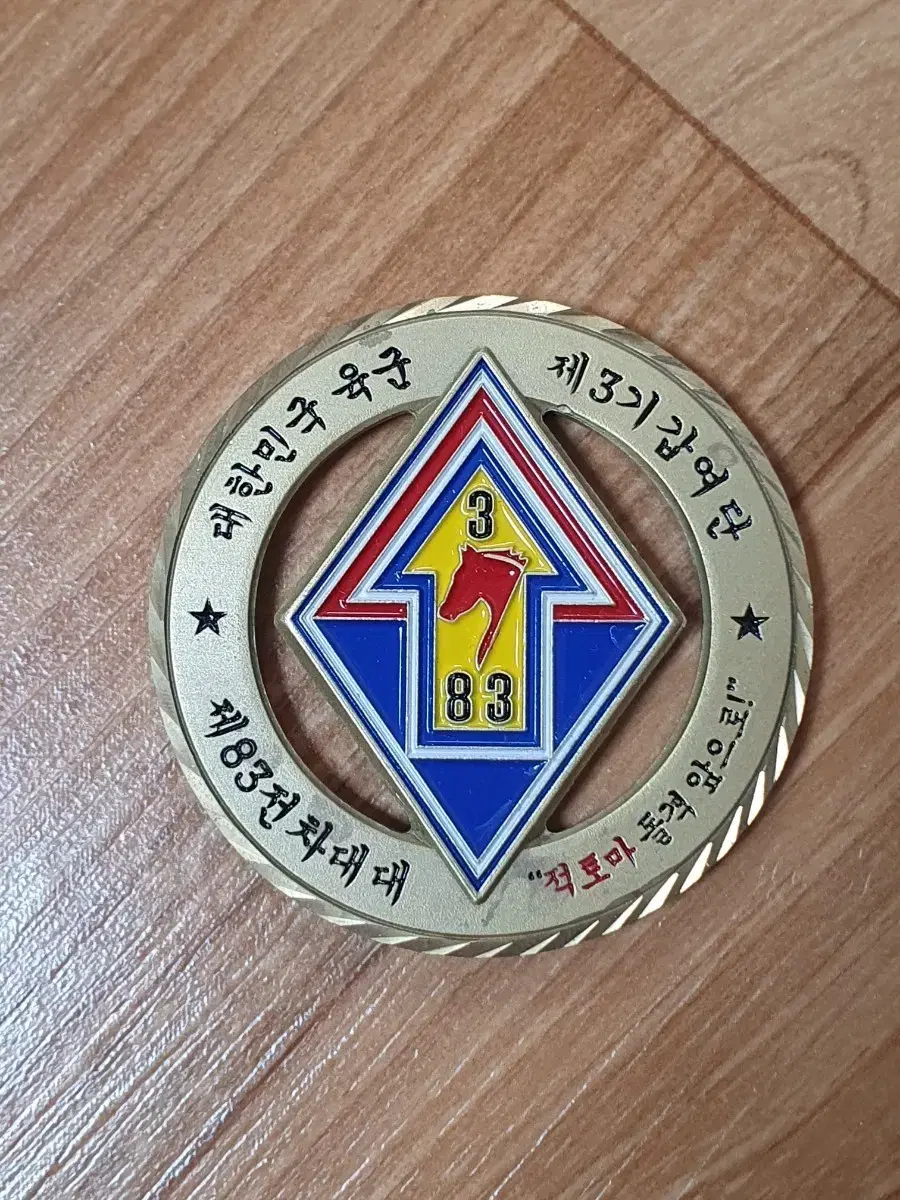 대한민국 육군
제3기갑여단
3
83
제83전차대대
"적토마 돌격 앞으로!"